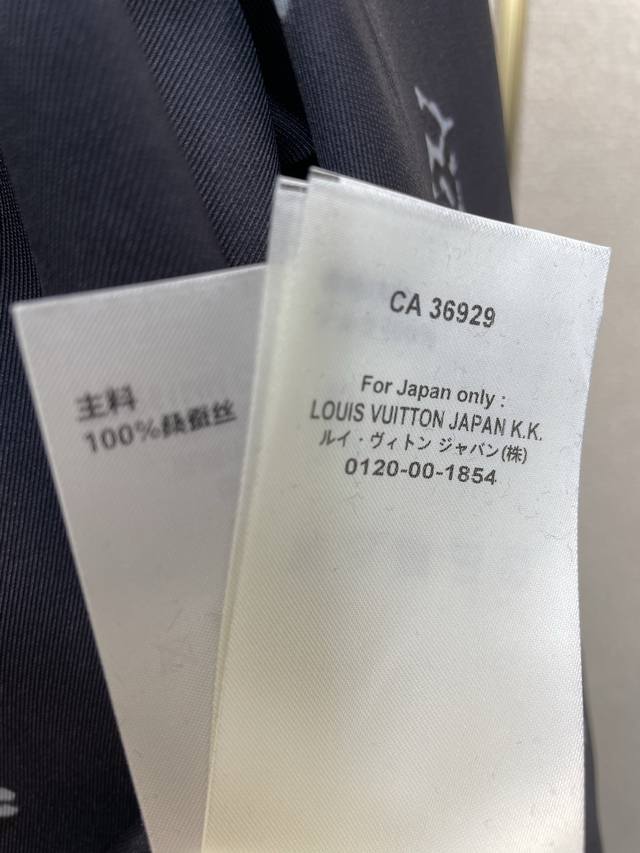 主料
100%桑蚕丝
CA 36929
For Japan only :
LOUIS VUITTON JAPAN K.K.
ルイ・ヴィトン ジャパン(株)
0120-00-1854